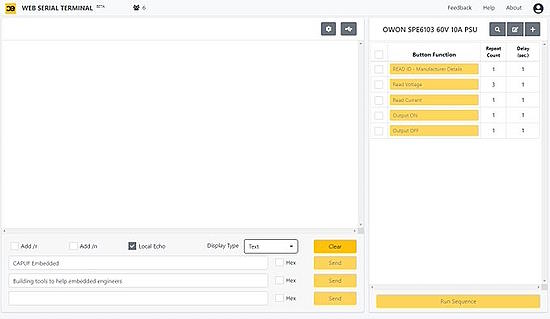 WEB SERIAL TERMINAL BETA 6 Feedback Help About
OWON SPE6103 60V 10A PSU
Button Function Repeat Count Delay (sec.)
READ ID - Manufacturer Details 1 1
Read Voltage 3 1
Read Current 1 1
Output ON 1 1
Output OFF 1 1
Add /r Add /n Local Echo Display Type Text Clear
CAPUF Embedded Hex Send
Building tools to help embedded engineers Hex Send
Hex Send
Run Sequence